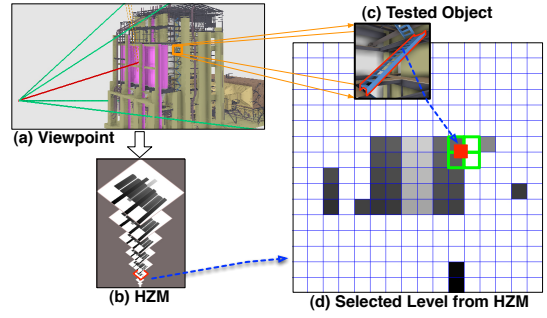 (c) Tested Object
(a) Viewpoint
(b) HZM
(d) Selected Level from HZM